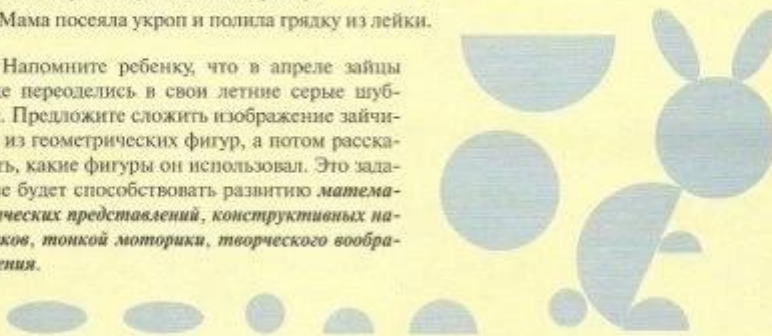 Мама посеяла укроп и полила грядку из лейки.
Напомните ребенку, что в апреле зайцы
е переоделись в свои летние серые шуб-
. Предложите сложить изображение зайчи-
из геометрических фигур, а потом расска-
ть, какие фигуры он использовал. Это зада-
е будет способствовать развитию матема-
ических представлений, конструктивных на-
ков, тонкой моторики, творческого вообра-
ения.